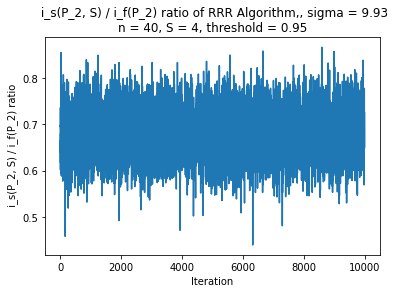 i_s(P_2, S) / i_f(P_2) ratio of RRR Algorithm,, sigma = 9.93
n = 40, S = 4, threshold = 0.95
i_s(P_2, S) / i_f(P_2) ratio
0.8
0.7
0.6
0.5
0
2000
4000
6000
8000
10000
Iteration